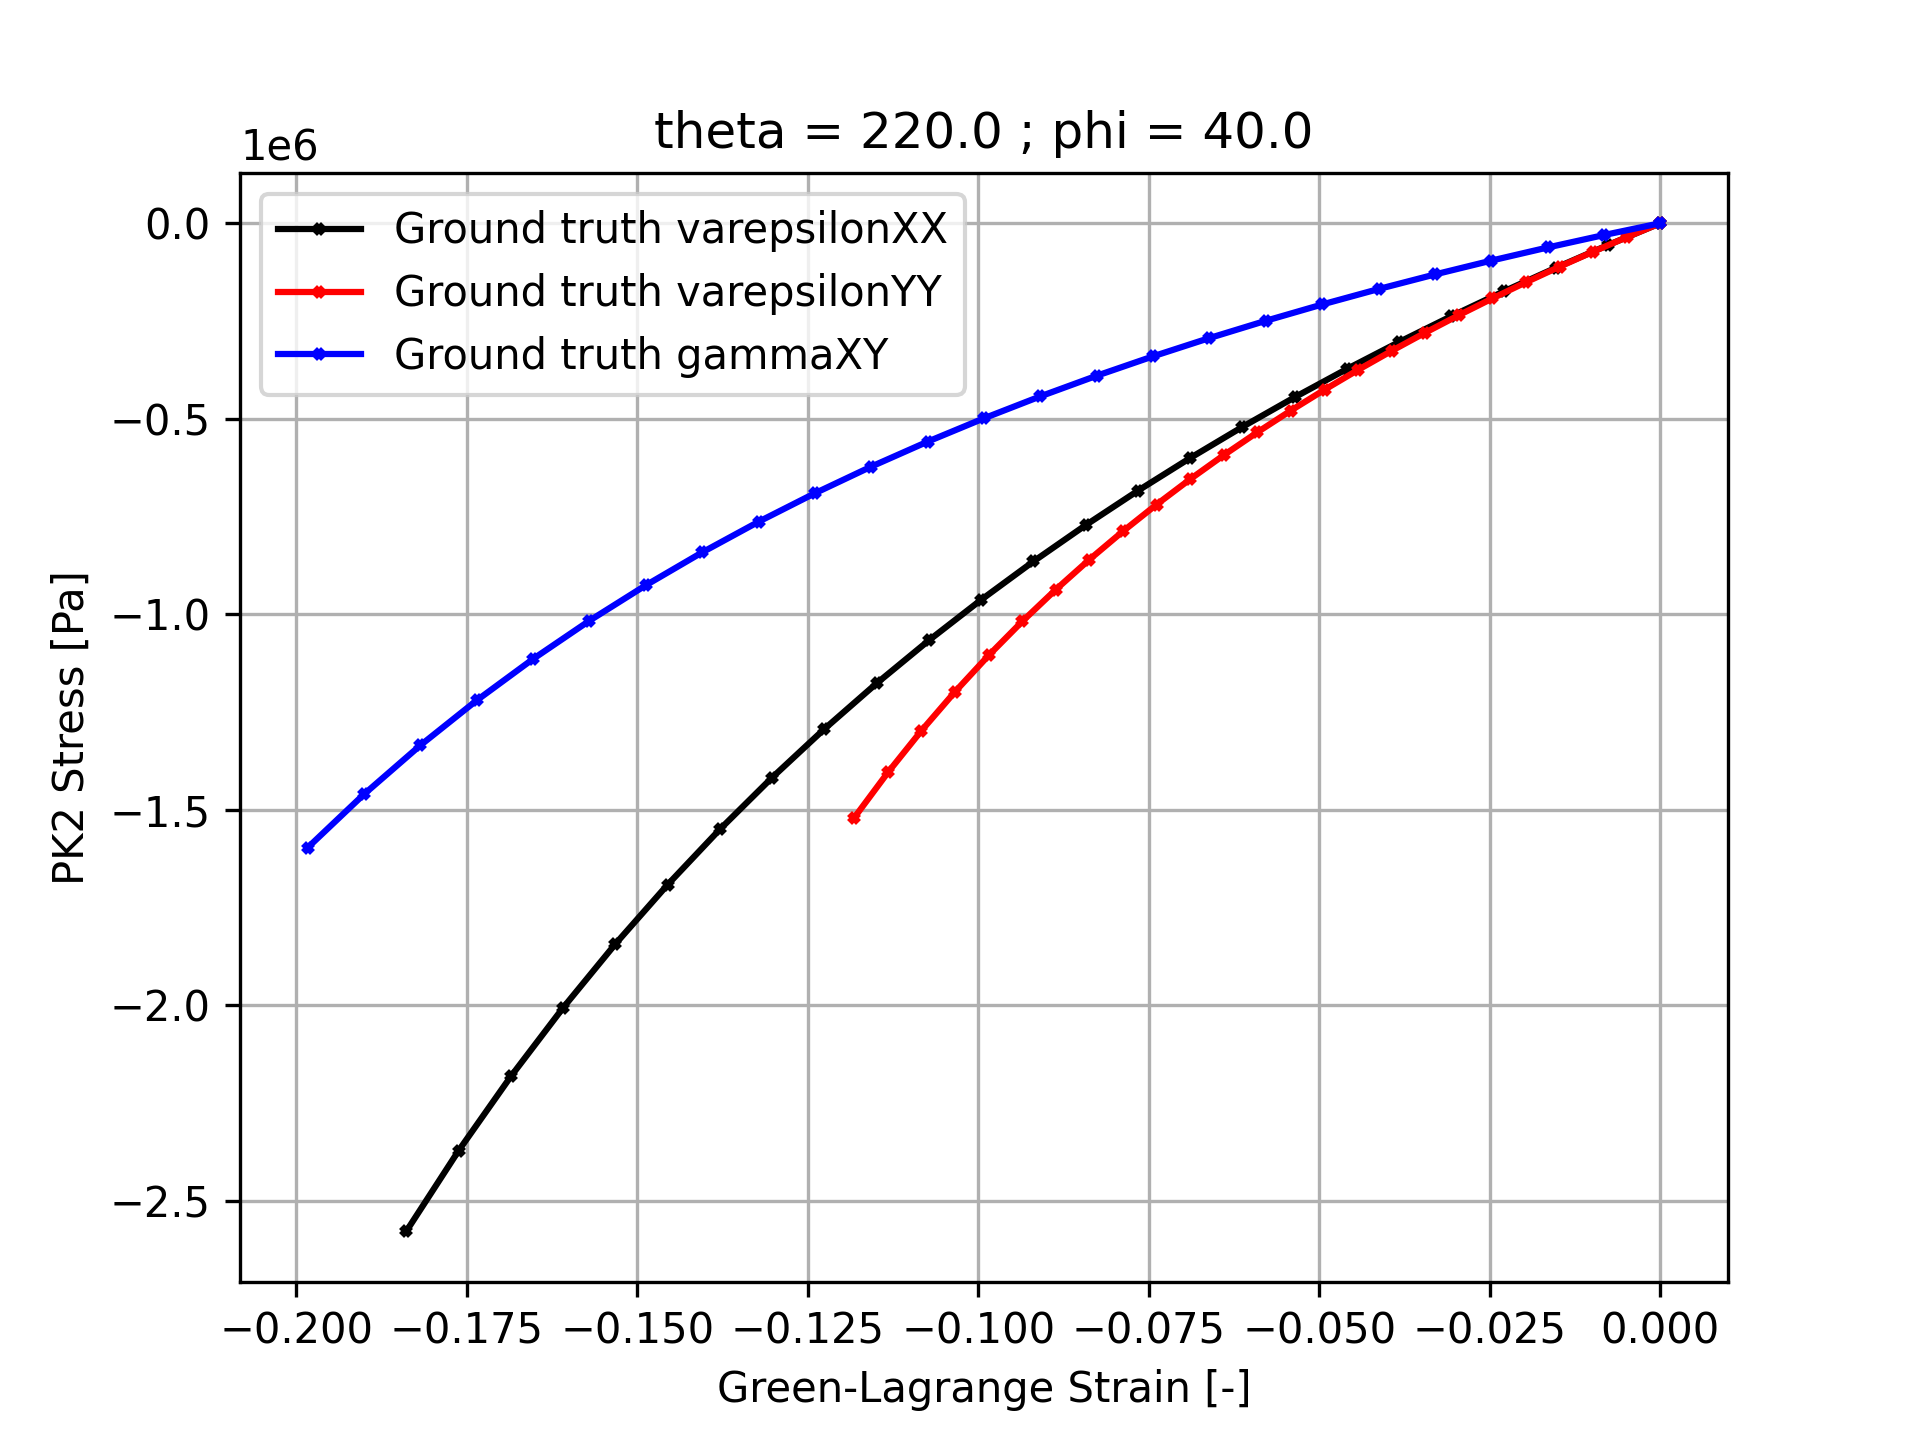 theta = 220.0 ; phi = 40.0
1e6
Ground truth varepsilonXX
Ground truth varepsilonYY
Ground truth gammaXY
0.0
−0.5
−1.0
−1.5
−2.0
−2.5
PK2 Stress [Pa]
−0.200 −0.175 −0.150 −0.125 −0.100 −0.075 −0.050 −0.025 0.000
Green-Lagrange Strain [-]